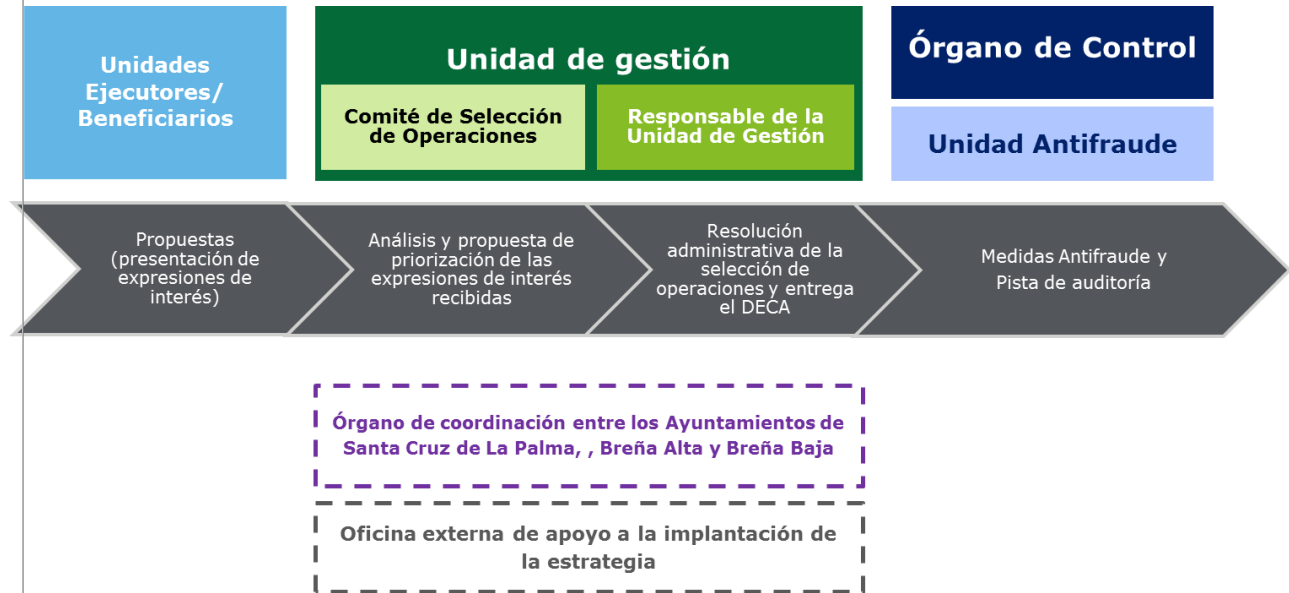 Unidades
Ejecutores/
Beneficiarios
Unidad de gestión
Comité de Selección
de Operaciones
Responsable de la
Unidad de Gestión
Órgano de Control
Unidad Antifraude
Propuestas
(presentación de
expresiones de
interés)
Análisis y propuesta de
priorización de las
expresiones de interés
recibidas
Resolución
administrativa de la
selección de
operaciones y entrega
el DECA
Medidas Antifraude y
Pista de auditoría
Órgano de coordinación entre los Ayuntamientos de
Santa Cruz de La Palma, , Breña Alta y Breña Baja
Oficina externa de apoyo a la implantación de
la estrategia